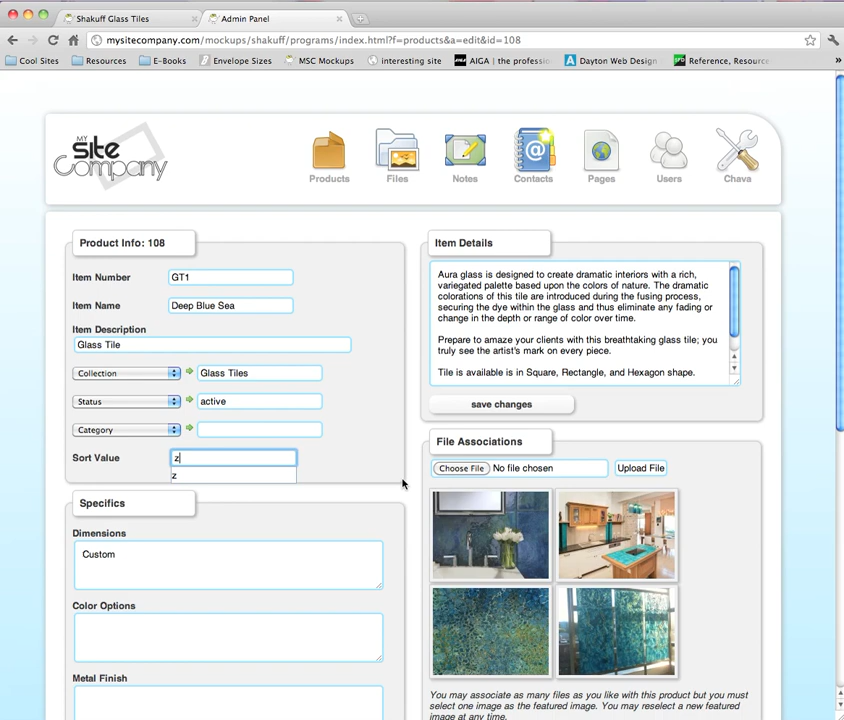 Shakuff Glass Tiles
Admin Panel
mysitecompany.com/mockups/shakuff/programs/index.html?f=products&a=edit&id=108
Cool Sites
Resources
E-Books
Envelope Sizes
MSC Mockups
interesting site
AIGA | the professio
Dayton Web Design
Reference, Resource
»
MY
site
Company
Products
Files
Notes
Contacts
Pages
Users
Chava
Product Info: 108
Item Number
GT1
Item Name
Deep Blue Sea
Item Description
Glass Tile
Collection
Glass Tiles
Status
active
Category
Sort Value
z
z
Specifics
Dimensions
Custom
Color Options
Metal Finish
Item Details
Aura glass is designed to create dramatic interiors with a rich,
variegated palette based upon the colors of nature. The dramatic
colorations of this tile are introduced during the fusing process,
securing the dye within the glass and thus eliminate any fading or
change in the depth or range of color over time.
Prepare to amaze your clients with this breathtaking glass tile; you
truly see the artist's mark on every piece.
Tile is available is in Square, Rectangle, and Hexagon shape.
save changes
File Associations
Choose File
No file chosen
Upload File
You may associate as many files as you like with this product but you must
select one image as the featured image. You may reselect a new featured
image at any time.